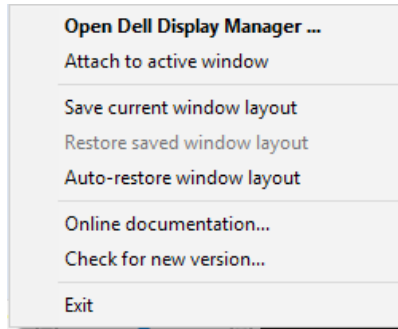 Open Dell Display Manager ...
Attach to active window
Save current window layout
Restore saved window layout
Auto-restore window layout
Online documentation...
Check for new version...
Exit